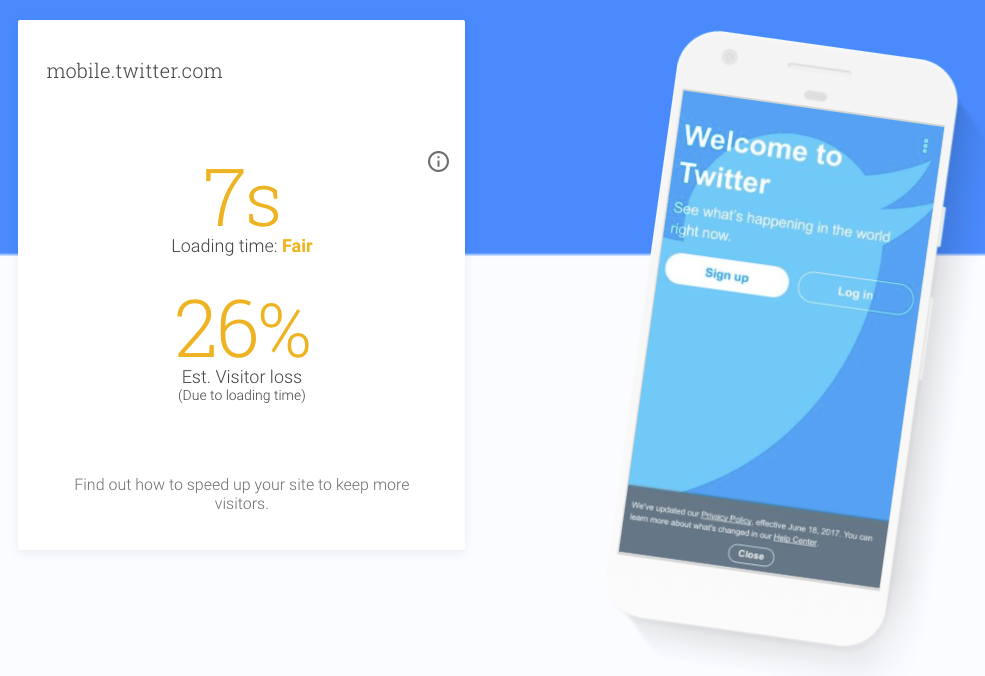 mobile.twitter.com
7s
Loading time: Fair
26%
Est. Visitor loss
(Due to loading time)
Find out how to speed up your site to keep more
visitors.
Welcome to
Twitter
See what's happening in the world
right now.
Sign up
Log in
We've updated our Privacy Policy, effective June 18, 2017. You can
learn more about what's changed in our Help Center.
Close